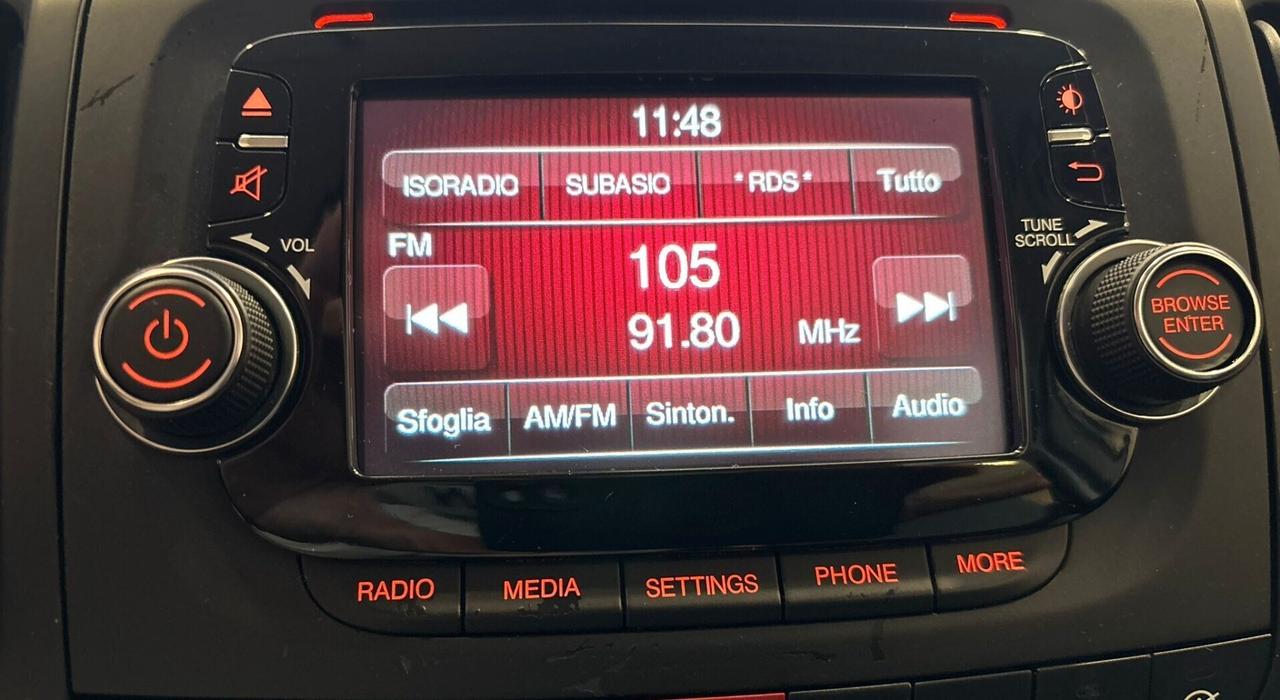 11:48
ISORADIO SUBASIO *RDS* Tutto
VOL
TUNE
SCROLL
FM
105
91.80 MHz
BROWSE
ENTER
Sfoglia AM/FM Sinton. Info Audio
RADIO MEDIA SETTINGS PHONE MORE